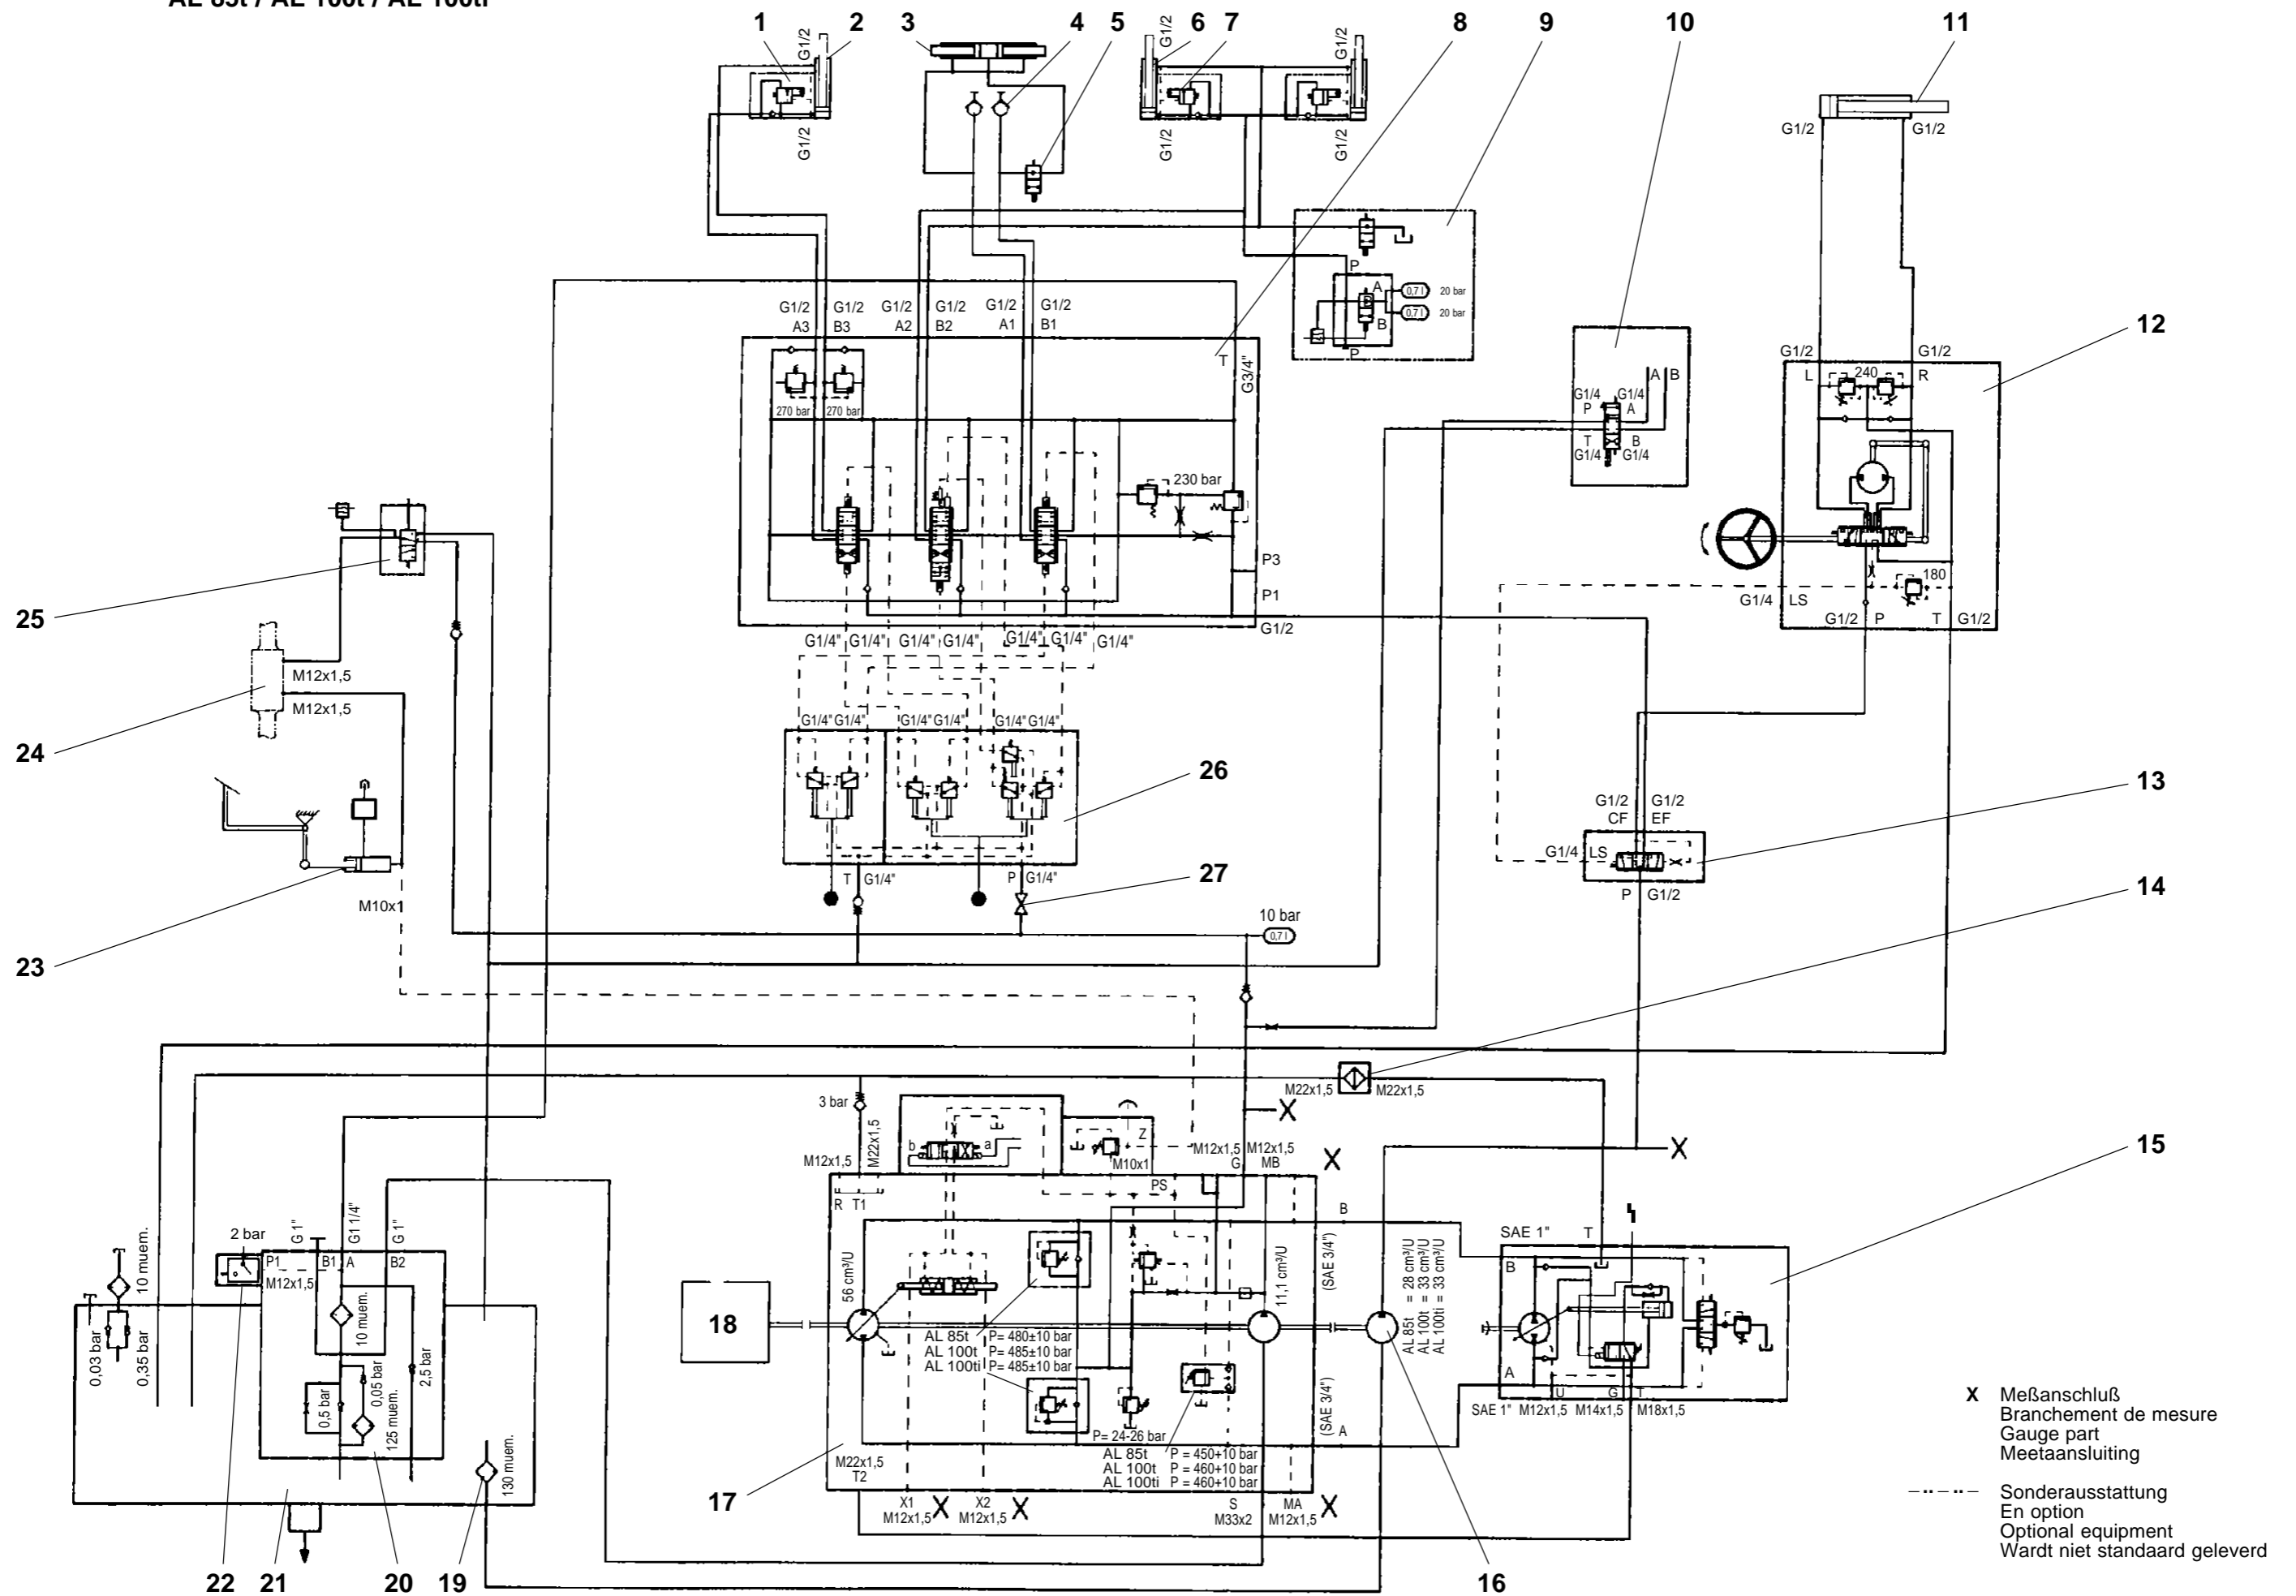 AL 85t / AL 100t / AL 100ti
1 2 3 4 5 6 7 8 9 10 11
G1/2 G1/2 G1/2
G1/2 G1/2 G1/2
G1/2 G1/2
P
A 0,7 l 20 bar
B 0,7 l 20 bar
P
12
G1/2 G1/2 G1/2 G1/2 G1/2 G1/2
A3 B3 A2 B2 A1 B1
T
G3/4"
270 bar 270 bar
230 bar
P3
P1
G1/2
A B
G1/4 G1/4
P A
T B
G1/4 G1/4
G1/2 G1/2
L 240 R
180
G1/4 LS
G1/2 P T G1/2
25
M12x1,5
M12x1,5
24
G1/4" G1/4" G1/4" G1/4" G1/4" G1/4" G1/4"
G1/4" G1/4" G1/4" G1/4" G1/4" G1/4"
26
T G1/4" P G1/4"
27
13
G1/2 G1/2
CF EF
G1/4 LS
P G1/2
14
M10x1
23
10 bar
0,7 l
M22x1,5 M22x1,5
3 bar
M22x1,5
M12x1,5
b a
Z
M10x1
M12x1,5 M12x1,5
G MB
PS
R T1
X
X
X
15
B
SAE 1" T
B
A
U G T
SAE 1" M12x1,5 M14x1,5 M18x1,5
2 bar
G 1" G1 1/4" G 1"
P1 B1 A B2
M12x1,5
10 muem.
0,03 bar
0,35 bar
10 muem.
0,5 bar
0,05 bar
125 muem.
2,5 bar
130 muem.
18
56 cm³/U
11,1 cm³/U
(SAE 3/4")
AL 85t = 28 cm³/U
AL 100t = 33 cm³/U
AL 100ti = 33 cm³/U
AL 85t P= 480±10 bar
AL 100t P= 485±10 bar
AL 100ti P= 485±10 bar
P= 24-26 bar
(SAE 3/4")
A
AL 85t P = 450+10 bar
AL 100t P = 460+10 bar
AL 100ti P = 460+10 bar
M22x1,5
T2
17
X1 X2 S MA
M12x1,5 X M12x1,5 X M33x2 M12x1,5 X
22 21 20 19 16
X Meßanschluß
Branchement de mesure
Gauge part
Meetaansluiting
Sonderausstattung
En option
Optional equipment
Wardt niet standaard geleverd